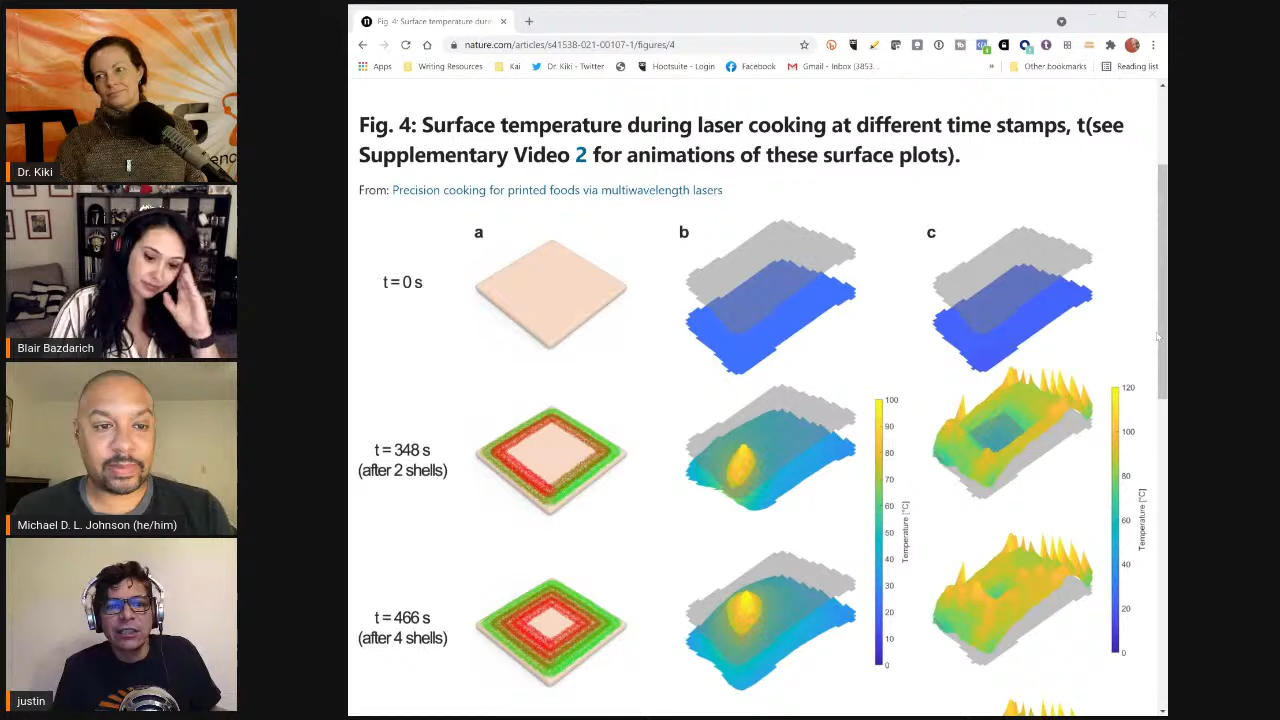 Dr. Kiki
Blair Bazdarich
Michael D. L. Johnson (he/him)
justin
Fig. 4: Surface temperature durin
nature.com/articles/s41538-021-00107-1/figures/4
Apps
Writing Resources
Kai
Dr. Kiki - Twitter
Hootsuite - Login
Facebook
Gmail - Inbox (3853...
»
Other bookmarks
Reading list
Fig. 4: Surface temperature during laser cooking at different time stamps, t(see
Supplementary Video 2 for animations of these surface plots).
From: Precision cooking for printed foods via multiwavelength lasers
a
b
c
t = 0 s
t = 348 s
(after 2 shells)
t = 466 s
(after 4 shells)
100
90
80
70
60
50
40
30
20
10
0
Temperature [°C]
120
100
80
60
40
20
0
Temperature [°C]